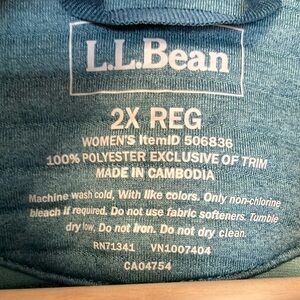 L.L.Bean
2X REG
WOMEN'S ItemID 506836
100% POLYESTER EXCLUSIVE OF TRIM
MADE IN CAMBODIA
Machine wash cold, With like colors. Only non-chlorine
bleach if required. Do not use fabric softeners. Tumble
dry low. Do not iron. Do not dry clean.
RN71341 VN1007404
CA04754